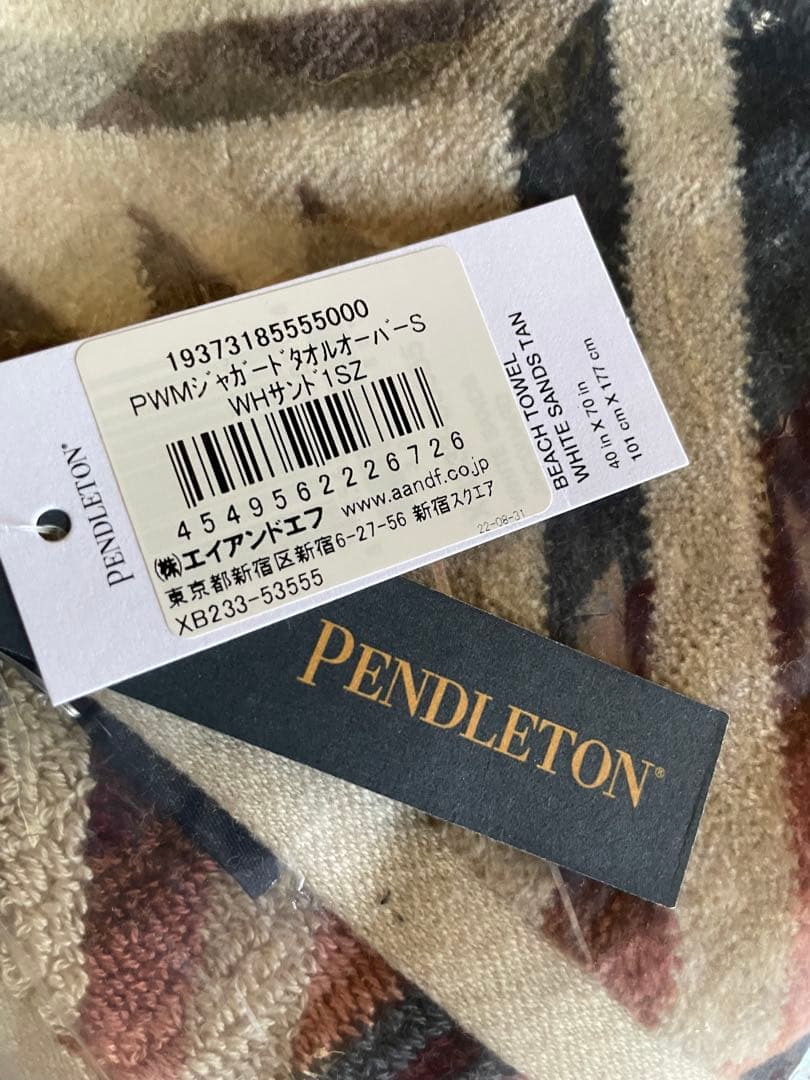 PENDLETON®
19373185555000
PWMジャガードタオルオーバーS
WHサンド1SZ
4549562226726
(株)エイアンドエフ www.aandf.co.jp
東京都新宿区新宿6-27-56 新宿スクエア
XB233-53555
22-08-31
BEACH TOWEL
WHITE SANDS TAN
40 in X 70 in
101 cm X 177 cm
PENDLETON®